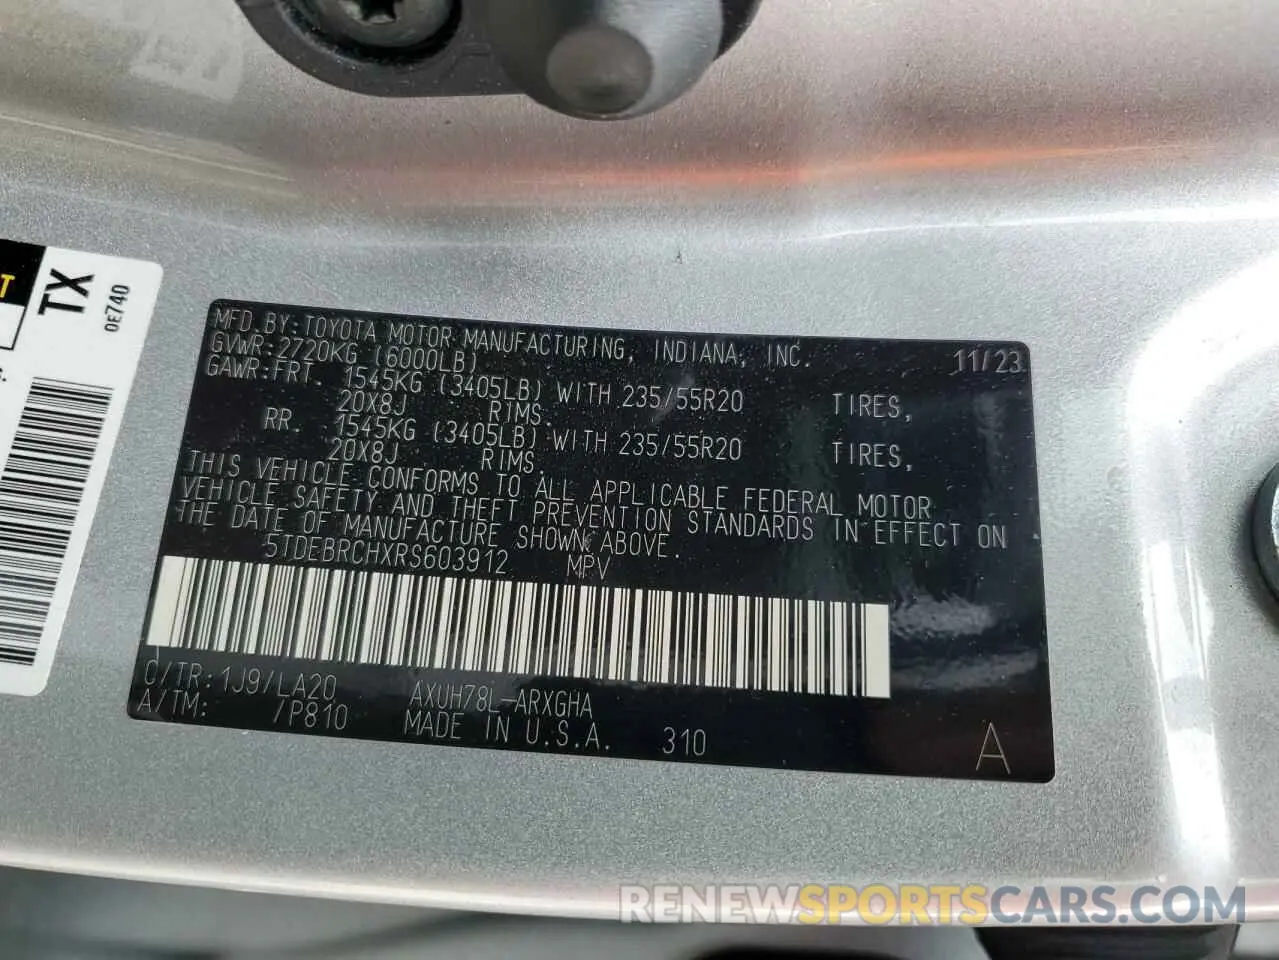 MFD.BY:TOYOTA MOTOR MANUFACTURING, INDIANA, INC. 11/23
GVWR:2720KG (6000LB)
GAWR:FRT. 1545KG (3405LB) WITH 235/55R20 TIRES,
20X8J RIMS.
RR. 1545KG (3405LB) WITH 235/55R20 TIRES,
20X8J RIMS.
THIS VEHICLE CONFORMS TO ALL APPLICABLE FEDERAL MOTOR
VEHICLE SAFETY AND THEFT PREVENTION STANDARDS IN EFFECT ON
THE DATE OF MANUFACTURE SHOWN ABOVE.
5TDEBRCHXRS603912 MPV
C/TR:1J9/LA20 AXUH78L-ARXGHA
A/TM: /P810 MADE IN U.S.A. 310 A
T
TX
0E740
S.
RENEWSPORTSCARS.COM